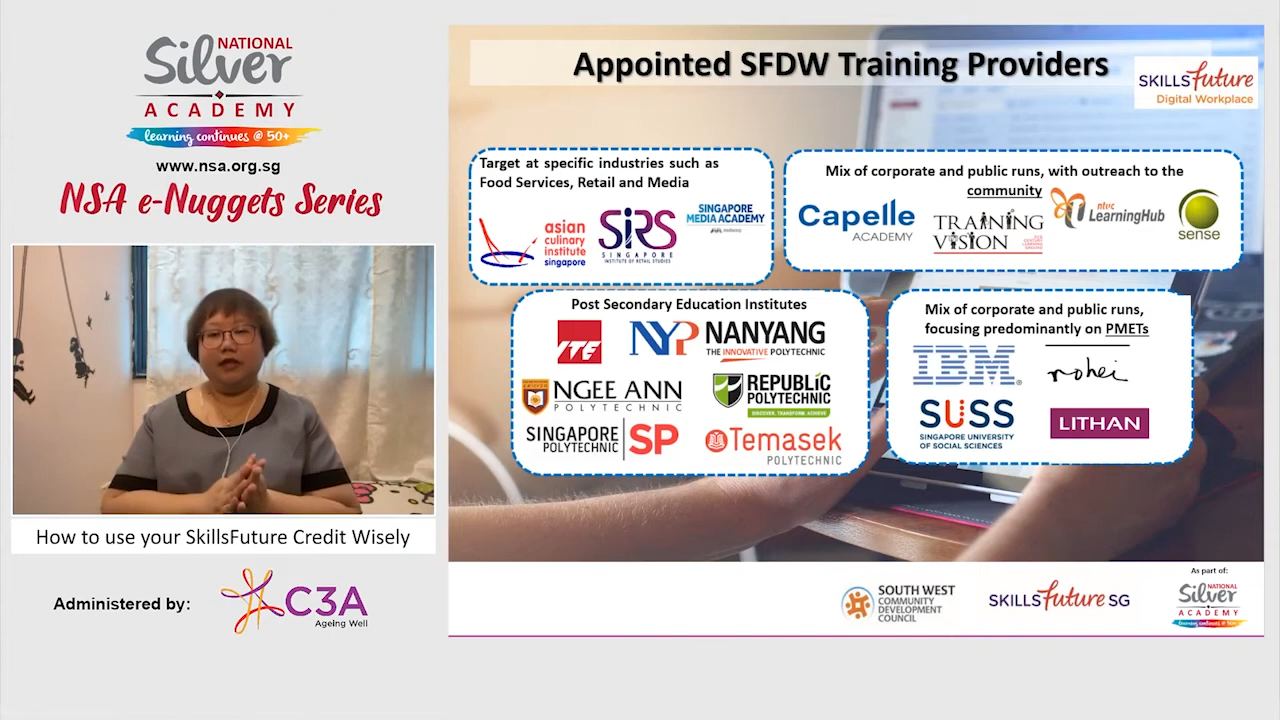 NATIONAL
Silver
ACADEMY
learning continues @ 50+
www.nsa.org.sg
NSA e-Nuggets Series
How to use your SkillsFuture Credit Wisely
Administered by:
C3A
Ageing Well
Appointed SFDW Training Providers
SKILLSfuture
Digital Workplace
Target at specific industries such as
Food Services, Retail and Media
asian
culinary
institute
singapore
SIRS
SINGAPORE
INSTITUTE OF RETAIL STUDIES
SINGAPORE
MEDIA ACADEMY
Mix of corporate and public runs, with outreach to the
community
Capelle
ACADEMY
TRAINING
VISION
ntuc
LearningHub
sense
Post Secondary Education Institutes
ITE
NYP NANYANG
THE INNOVATIVE POLYTECHNIC
NGEE ANN
POLYTECHNIC
REPUBLIC
POLYTECHNIC
DISCOVER. TRANSFORM. ACHIEVE
SINGAPORE
POLYTECHNIC
SP
Temasek
POLYTECHNIC
Mix of corporate and public runs,
focusing predominantly on PMETs
IBM
rohei
SUSS
SINGAPORE UNIVERSITY
OF SOCIAL SCIENCES
LITHAN
SOUTH WEST
COMMUNITY
DEVELOPMENT
COUNCIL
SKILLSfuture SG
As part of:
NATIONAL
Silver
ACADEMY
learning continues @ 50+